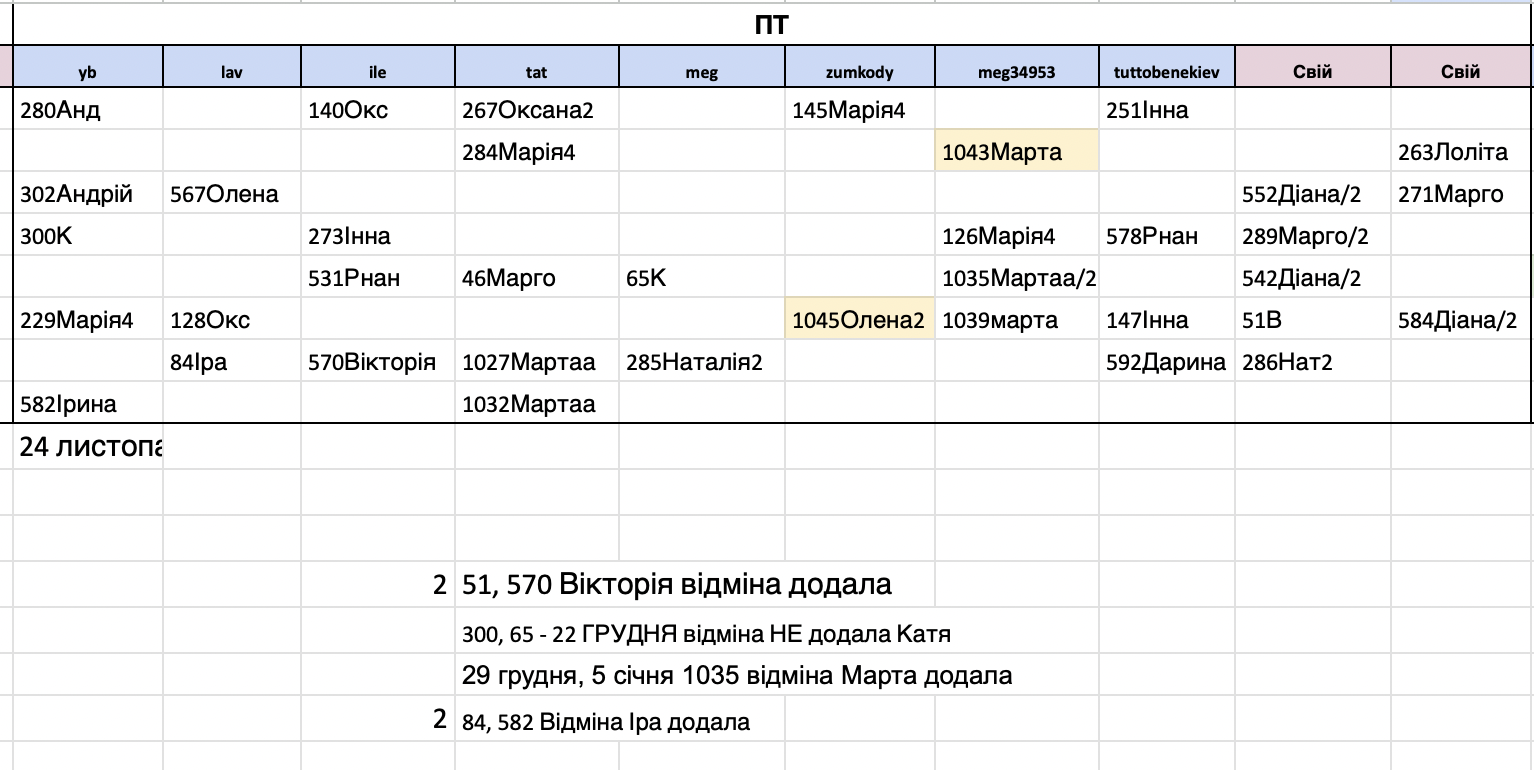 ПТ
yb lav ile tat meg zumkody meg34953 tuttobenekiev Свій Свій
280Анд 140Окс 267Оксана2 145Марія4 251Інна
284Марія4 1043Марта 263Лоліта
302Андрій 567Олена 552Діана/2 271Марго
300К 273Інна 126Марія4 578Рнан 289Марго/2
531Рнан 46Марго 65К 1035Мартаа/2 542Діана/2
229Марія4 128Окс 1045Олена2 1039марта 147Інна 51В 584Діана/2
84Іра 570Вікторія 1027Мартаа 285Наталія2 592Дарина 286Нат2
582Ірина 1032Мартаа
24 листопа
2 51, 570 Вікторія відміна додала
300, 65 - 22 ГРУДНЯ відміна НЕ додала Катя
29 грудня, 5 січня 1035 відміна Марта додала
2 84, 582 Відміна Іра додала